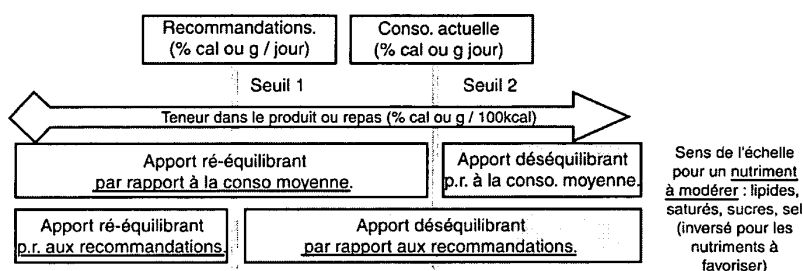 Recommandations.
(% cal ou g / jour)
Conso. actuelle
(% cal ou g jour)
Seuil 1
Seuil 2
Teneur dans le produit ou repas (% cal ou g / 100kcal)
Apport ré-équilibrant
par rapport à la conso moyenne.
Apport déséquilibrant
p.r. à la conso. moyenne.
Apport ré-équilibrant
p.r. aux recommandations.
Apport déséquilibrant
par rapport aux recommandations.
Sens de l'échelle
pour un nutriment
à modérer : lipides,
saturés, sucres, sel
(inversé pour les
nutriments à
favoriser)